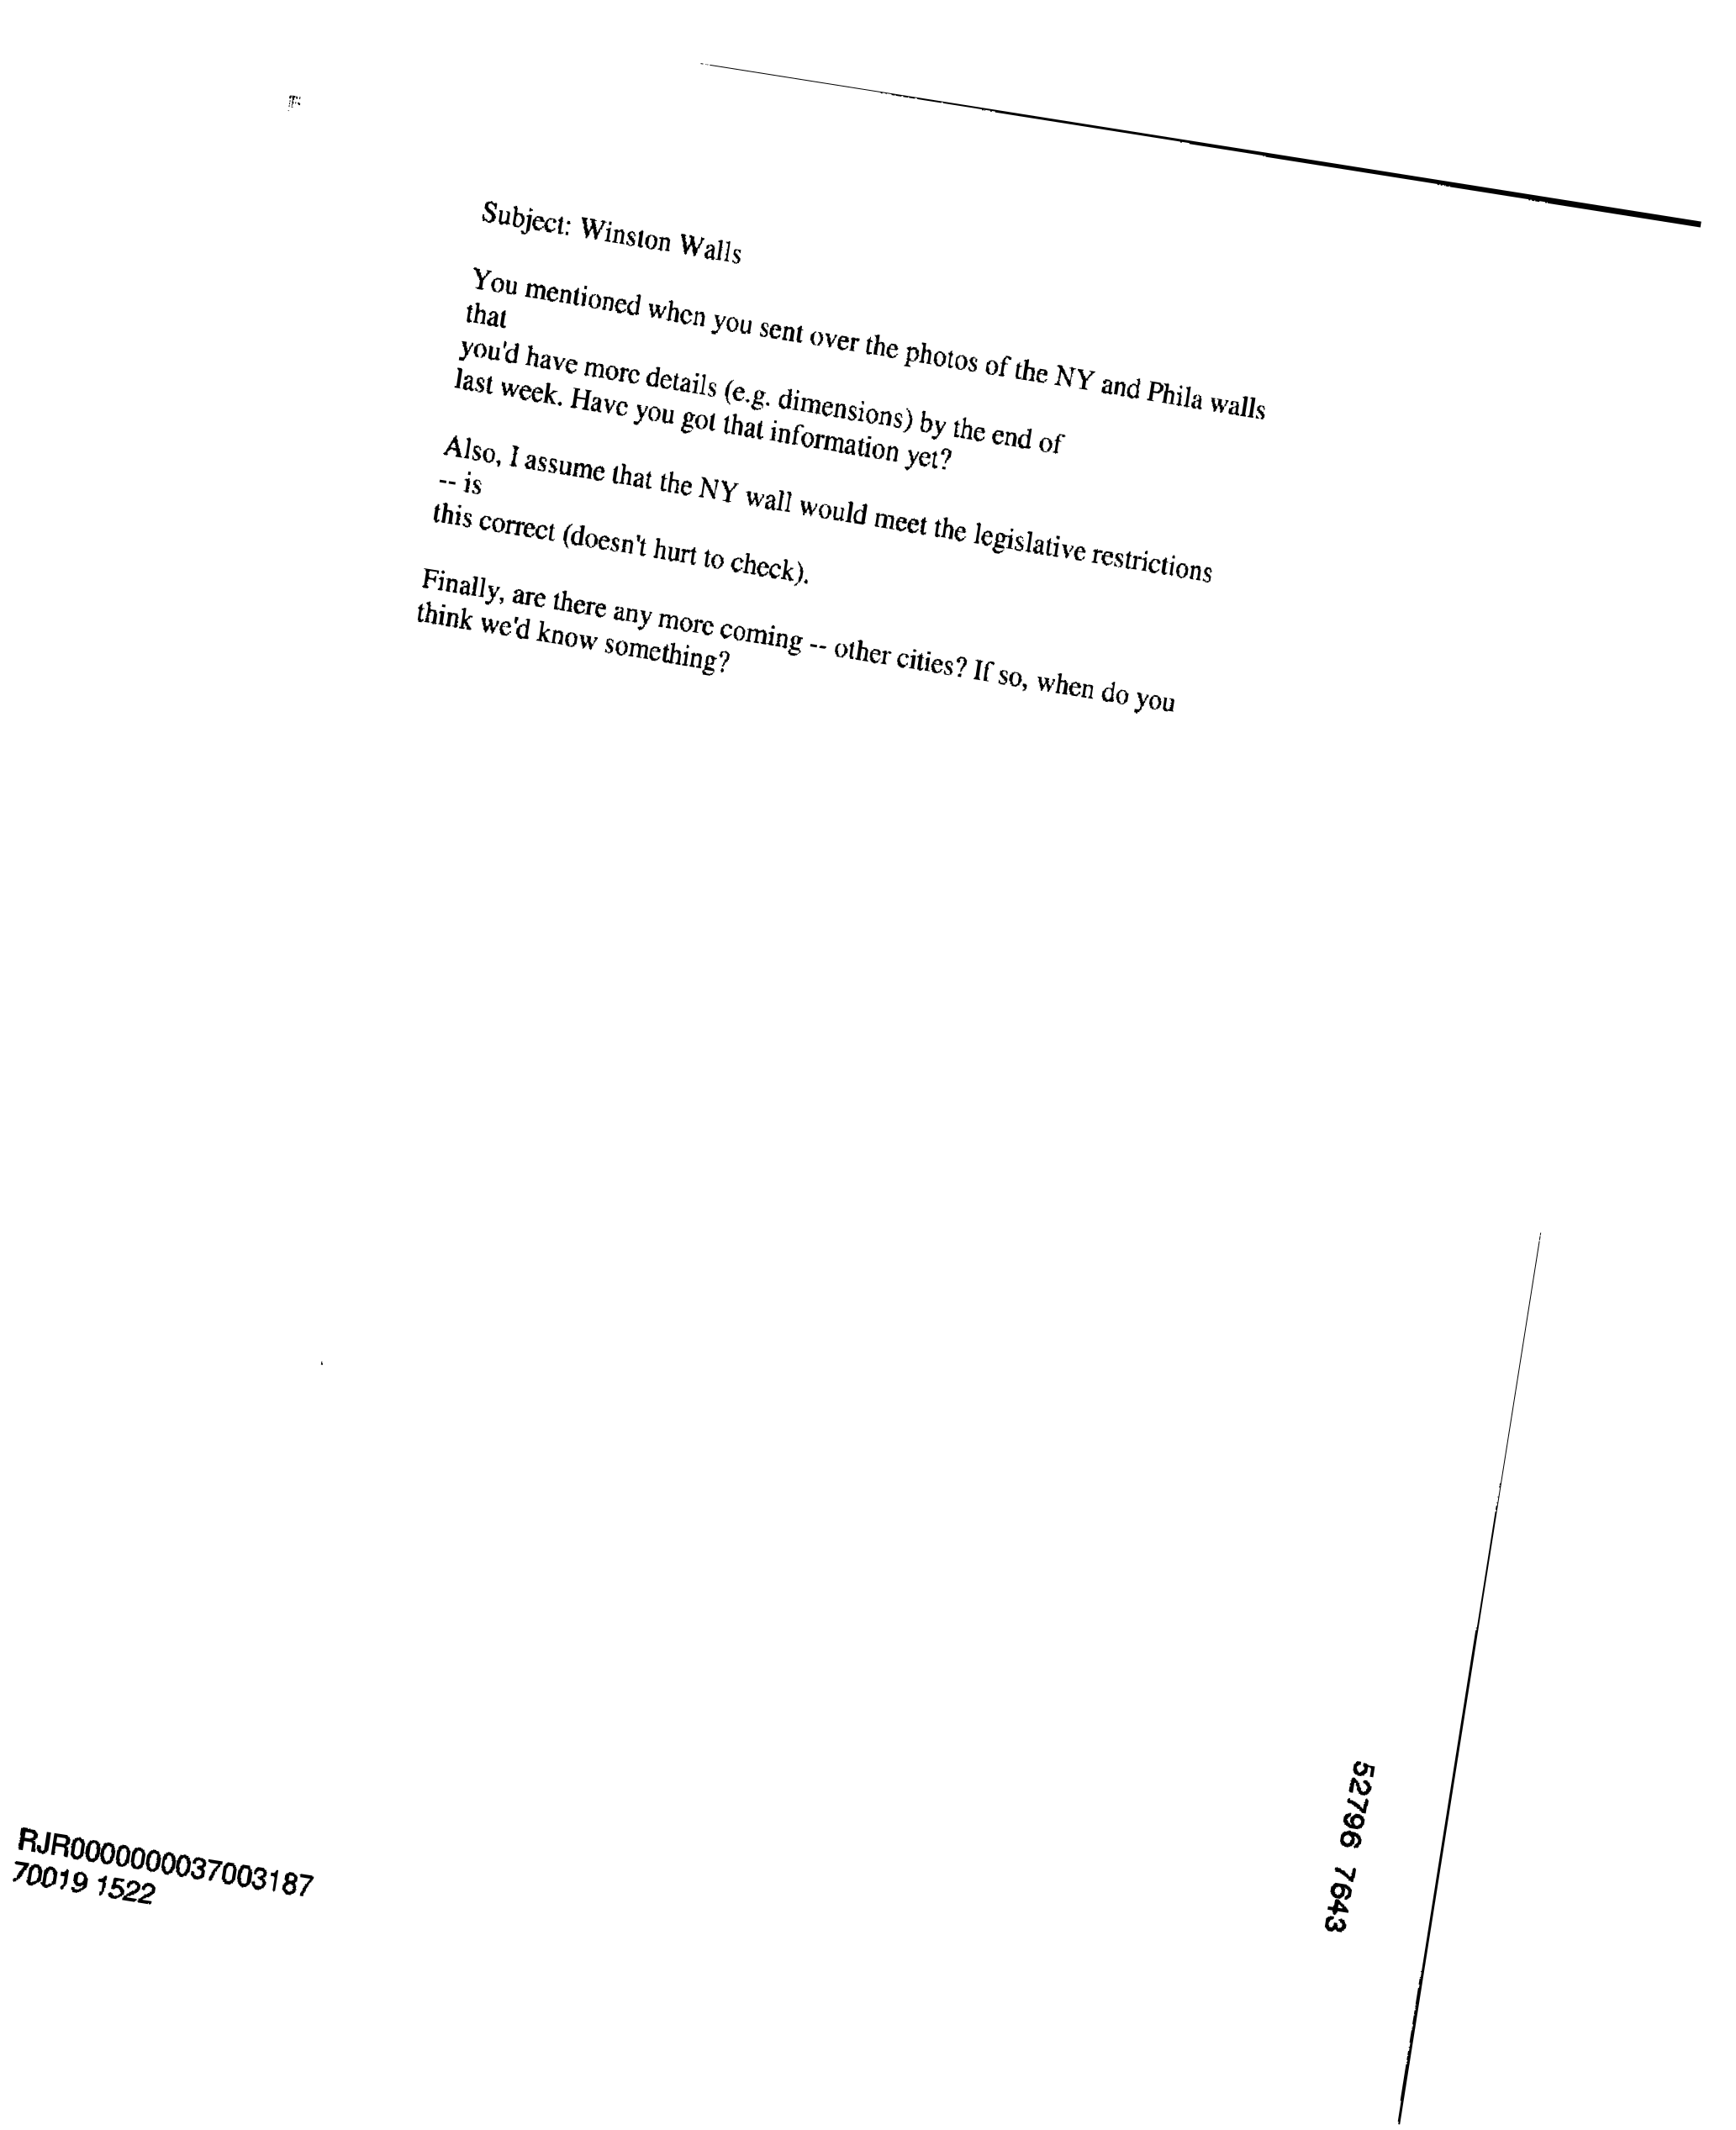 Subject: Winston Walls
You mentioned when you sent over the photos of the NY and Phila walls
that
you'd have more details (e.g. dimensions) by the end of
last week. Have you got that information yet?
Also, I assume that the NY wall would meet the legislative restrictions
-- is
this correct (doesn't hurt to check).
Finally, are there any more coming -- other cities? If so, when do you
think we'd know something?
52796 7643
RJR0000000037003187
70019 1522